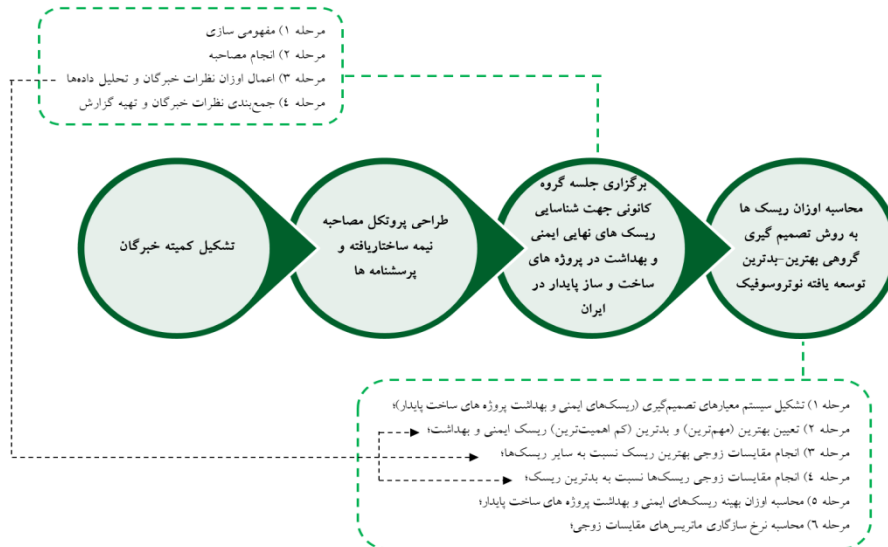 مرحله ۱) مفهومی سازی
مرحله ۲) انجام مصاحبه
مرحله ۳) اعمال اوزان نظرات خبرگان و تحلیل داده‌ها
مرحله ٤) جمع‌بندی نظرات خبرگان و تهیه گزارش
تشکیل کمیته خبرگان
طراحی پروتکل مصاحبه
نیمه ساختاریافته و
پرسشنامه ها
برگزاری جلسه گروه
کانونی جهت شناسایی
ریسک های نهایی ایمنی
و بهداشت در پروژه های
ساخت و ساز پایدار در
ایران
محاسبه اوزان ریسک ها
به روش تصمیم گیری
گروهی بهترین-بدترین
توسعه یافته نوتروسوفیک
مرحله ۱) تشکیل سیستم معیارهای تصمیم‌گیری (ریسک‌های ایمنی و بهداشت پروژه های ساخت پایدار)؛
مرحله ۲) تعیین بهترین (مهم‌ترین) و بدترین (کم اهمیت‌ترین) ریسک ایمنی و بهداشت؛
مرحله ۳) انجام مقایسات زوجی بهترین ریسک نسبت به سایر ریسک‌ها؛
مرحله ٤) انجام مقایسات زوجی ریسک‌ها نسبت به بدترین ریسک؛
مرحله ٥) محاسبه اوزان بهینه ریسک‌های ایمنی و بهداشت پروژه های ساخت پایدار؛
مرحله ٦) محاسبه نرخ سازگاری ماتریس‌های مقایسات زوجی؛